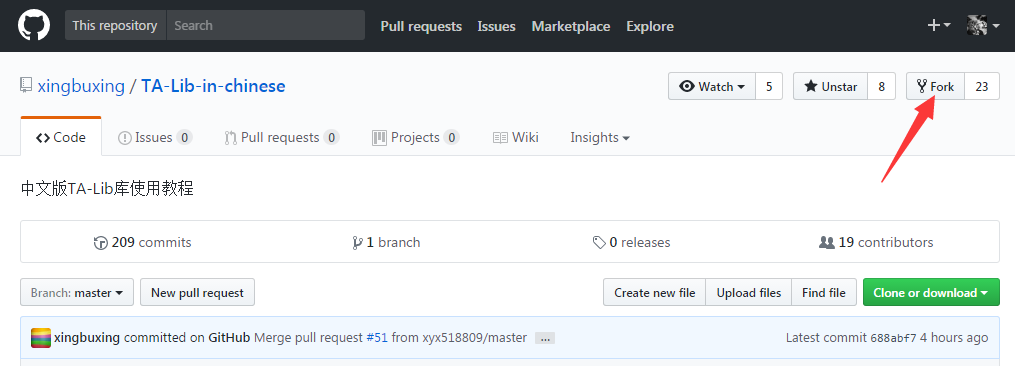 This repository Search Pull requests Issues Marketplace Explore
xingbuxing / TA-Lib-in-chinese Watch 5 Unstar 8 Fork 23
Code Issues 0 Pull requests 0 Projects 0 Wiki Insights
中文版TA-Lib库使用教程
209 commits 1 branch 0 releases 19 contributors
Branch: master New pull request Create new file Upload files Find file Clone or download
xingbuxing committed on GitHub Merge pull request #51 from xyx518809/master ... Latest commit 688abf7 4 hours ago